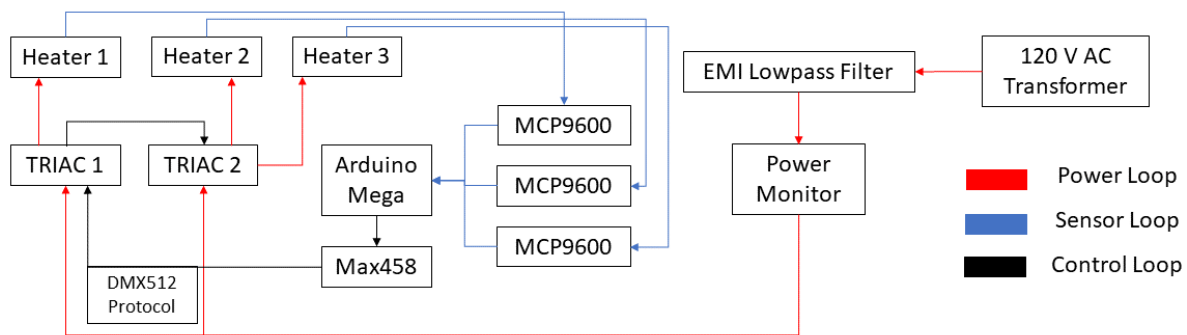 Heater 1
Heater 2
Heater 3
120 V AC
Transformer
EMI Lowpass Filter
MCP9600
TRIAC 1
TRIAC 2
Arduino
Mega
Power
Monitor
MCP9600
Power Loop
Sensor Loop
MCP9600
Max458
Control Loop
DMX512
Protocol